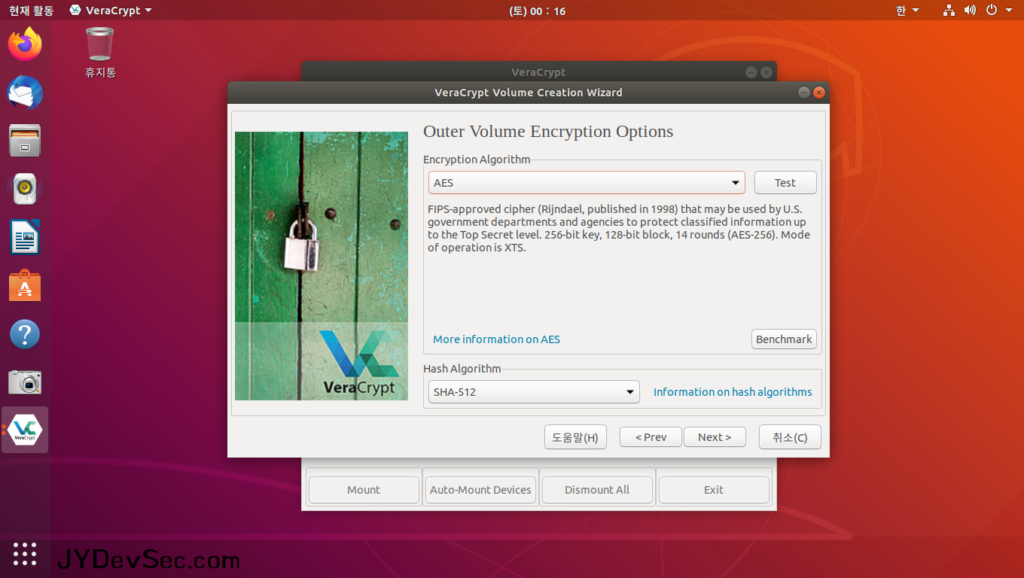 현재 활동
VeraCrypt
(토) 00 : 16
한
휴지통
VeraCrypt
VeraCrypt Volume Creation Wizard
Outer Volume Encryption Options
Encryption Algorithm
AES
Test
FIPS-approved cipher (Rijndael, published in 1998) that may be used by U.S.
government departments and agencies to protect classified information up
to the Top Secret level. 256-bit key, 128-bit block, 14 rounds (AES-256). Mode
of operation is XTS.
More information on AES
Benchmark
Hash Algorithm
SHA-512
Information on hash algorithms
VeraCrypt
VeraCrypt
도움말(H)
< Prev
Next >
취소(C)
Mount
Auto-Mount Devices
Dismount All
Exit
JYDevSec.com